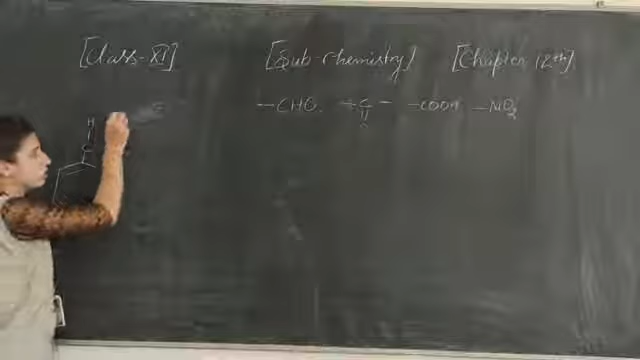 [Class-XI] [Sub-Chemistry] [Chapter 12th]
—CHO. —C— —COOH —NO2
||
O
H
C